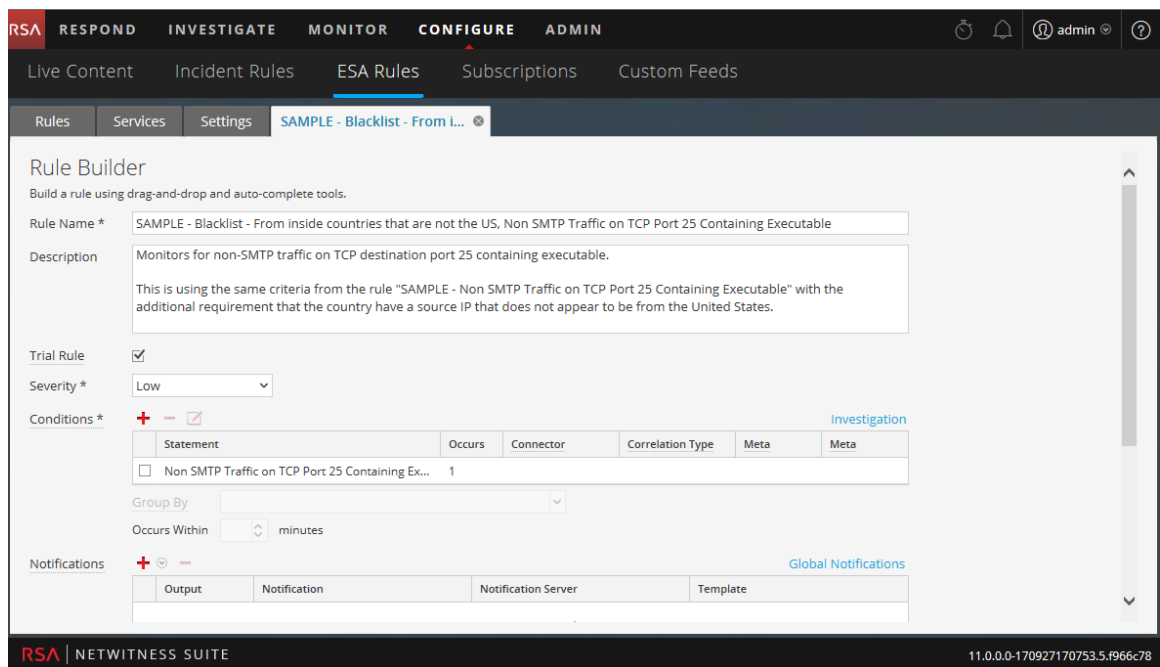 RSA RESPOND INVESTIGATE MONITOR CONFIGURE ADMIN admin ?
Live Content Incident Rules ESA Rules Subscriptions Custom Feeds
Rules Services Settings SAMPLE - Blacklist - From i...
Rule Builder
Build a rule using drag-and-drop and auto-complete tools.
Rule Name * SAMPLE - Blacklist - From inside countries that are not the US, Non SMTP Traffic on TCP Port 25 Containing Executable
Description Monitors for non-SMTP traffic on TCP destination port 25 containing executable.
This is using the same criteria from the rule "SAMPLE - Non SMTP Traffic on TCP Port 25 Containing Executable" with the
additional requirement that the country have a source IP that does not appear to be from the United States.
Trial Rule
Severity * Low
Conditions * Investigation
Statement Occurs Connector Correlation Type Meta Meta
Non SMTP Traffic on TCP Port 25 Containing Ex... 1
Group By
Occurs Within minutes
Notifications Global Notifications
Output Notification Notification Server Template
RSA NETWITNESS SUITE 11.0.0.0-170927170753.5.f966c78